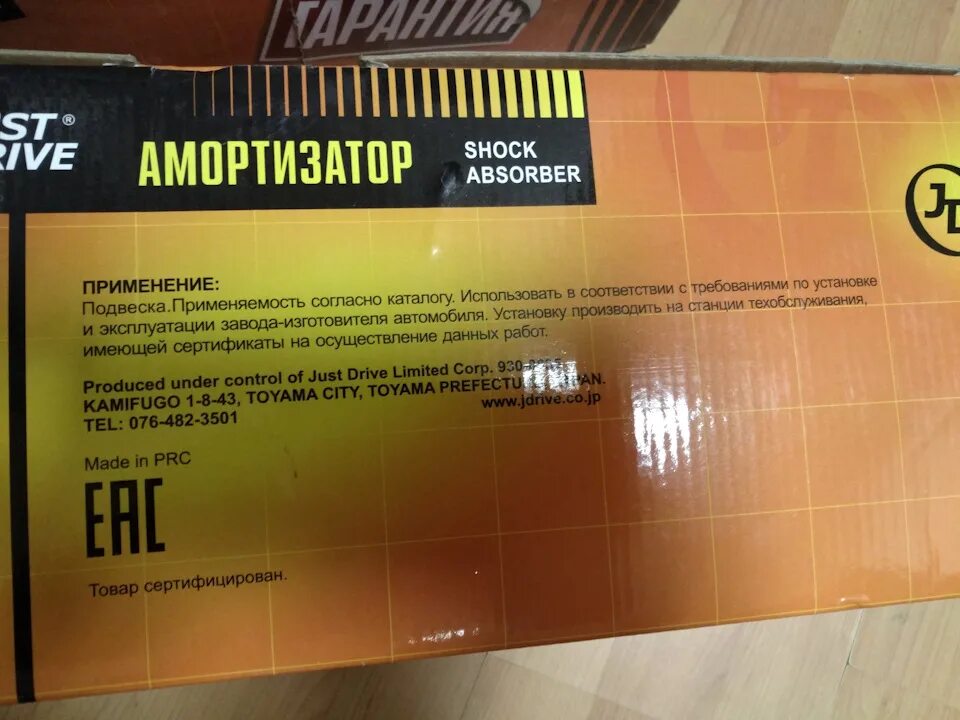 ГАРАНТИЯ
ST®
RIVE
АМОРТИЗАТОР
SHOCK
ABSORBER
JD
ПРИМЕНЕНИЕ:
Подвеска.Применяемость согласно каталогу. Использовать в соответствии с требованиями по установке
и эксплуатации завода-изготовителя автомобиля. Установку производить на станции техобслуживания,
имеющей сертификаты на осуществление данных работ.
Produced under control of Just Drive Limited Corp.
KAMIFUGO 1-8-43, TOYAMA CITY, TOYAMA
www.jdrive.co.jp
TEL: 076-482-3501
Made in PRC
EAC
Товар сертифицирован.